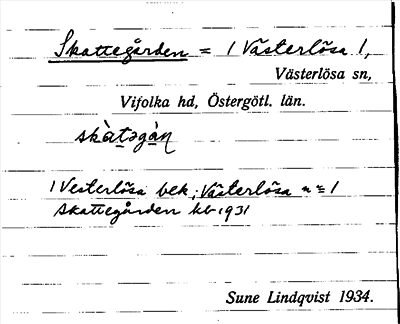 Skattegården = 1 Västerlösa 1,
Västerlösa sn,
Vifolka hd, Östergötl. län.
skàtəgàɳ
1 Vesterlösa bek; Västerlösa n = 1
Skattegården kb 1931
Sune Lindqvist 1934.